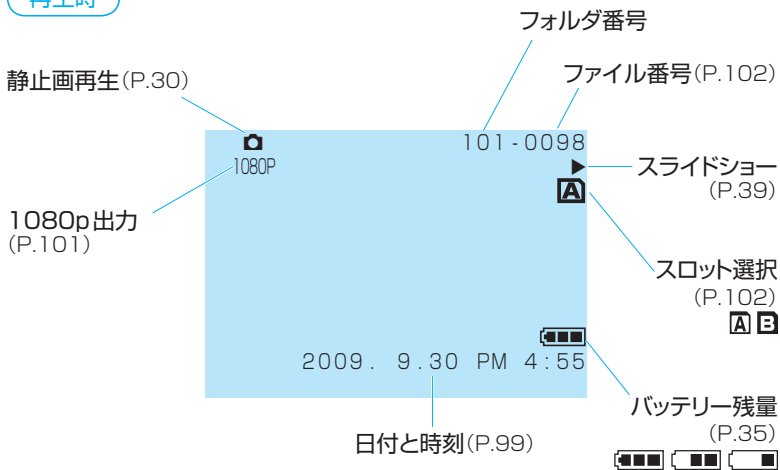 再生時
フォルダ番号
静止画再生(P.30)
ファイル番号(P.102)
101-0098
1080P
スライドショー
(P.39)
A
1080p出力
(P.101)
スロット選択
(P.102)
A B
2009. 9.30 PM 4:55
バッテリー残量
(P.35)
日付と時刻(P.99)